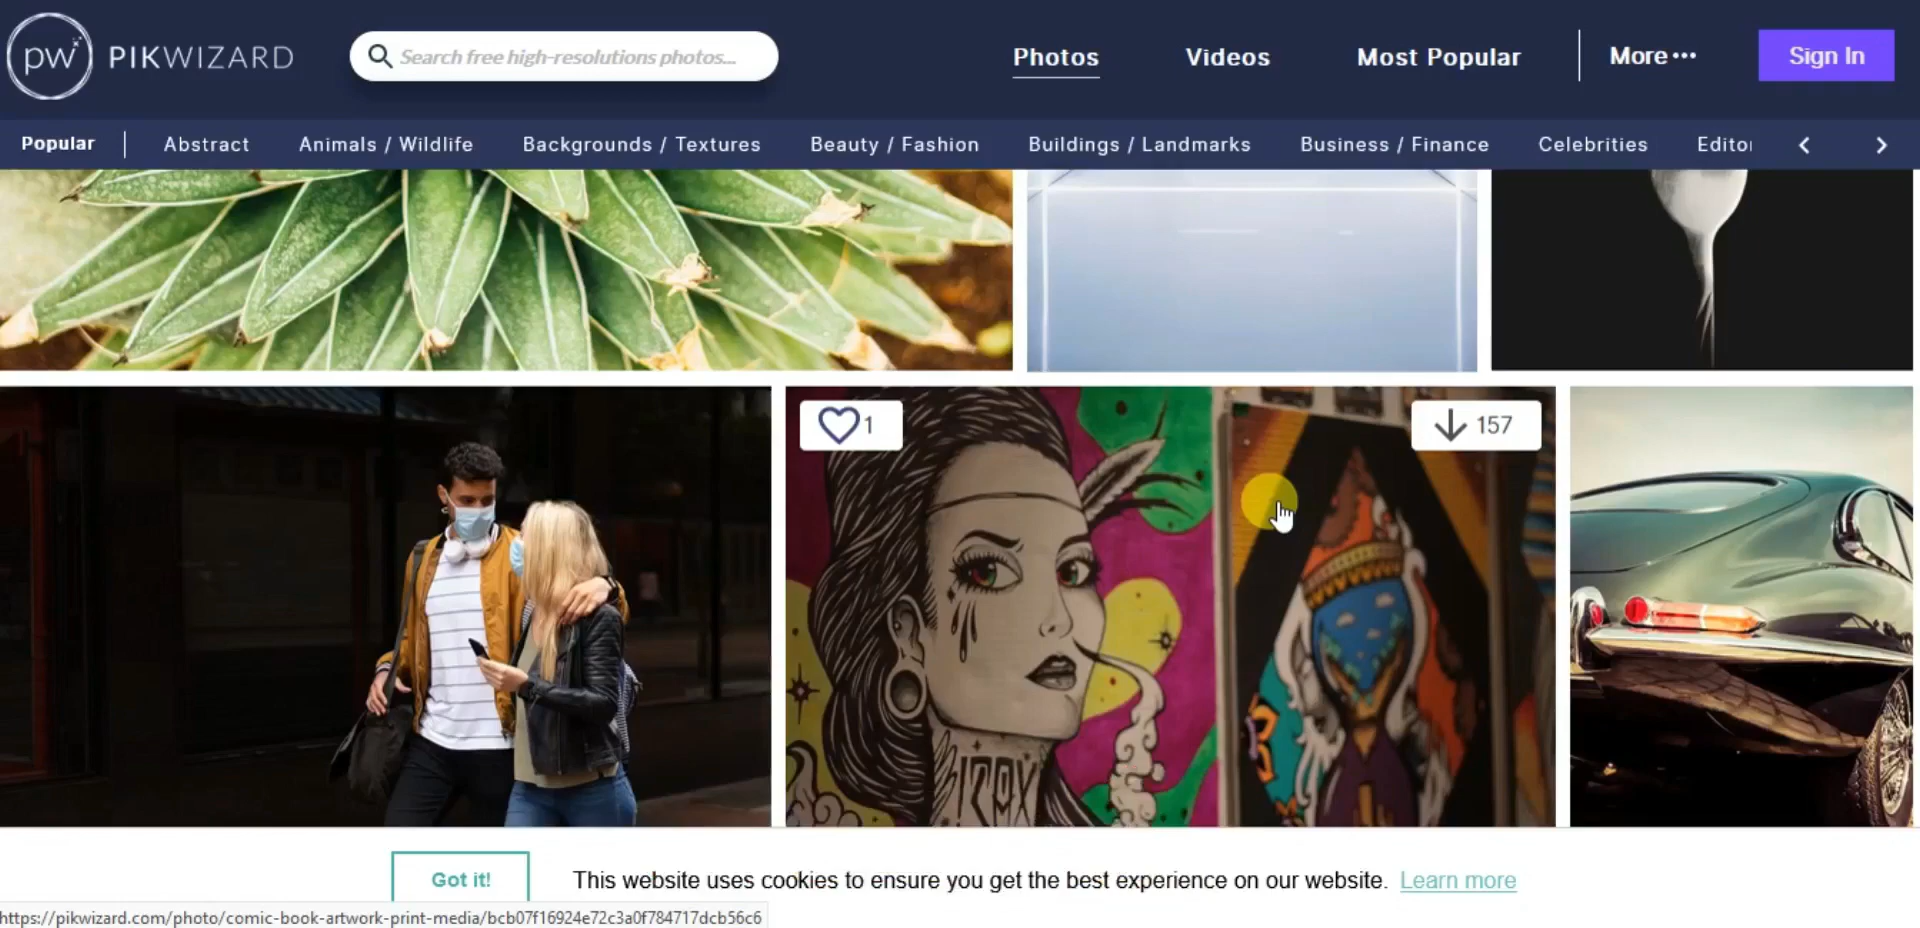 pw PIKWIZARD
Search free high-resolutions photos...
Photos
Videos
Most Popular
More •••
Sign In
Popular
Abstract
Animals / Wildlife
Backgrounds / Textures
Beauty / Fashion
Buildings / Landmarks
Business / Finance
Celebrities
1
157
Got it!
This website uses cookies to ensure you get the best experience on our website. Learn more
https://pikwizard.com/photo/comic-book-artwork-print-media/bcb07f16924e72c3a0f784717dcb56c6